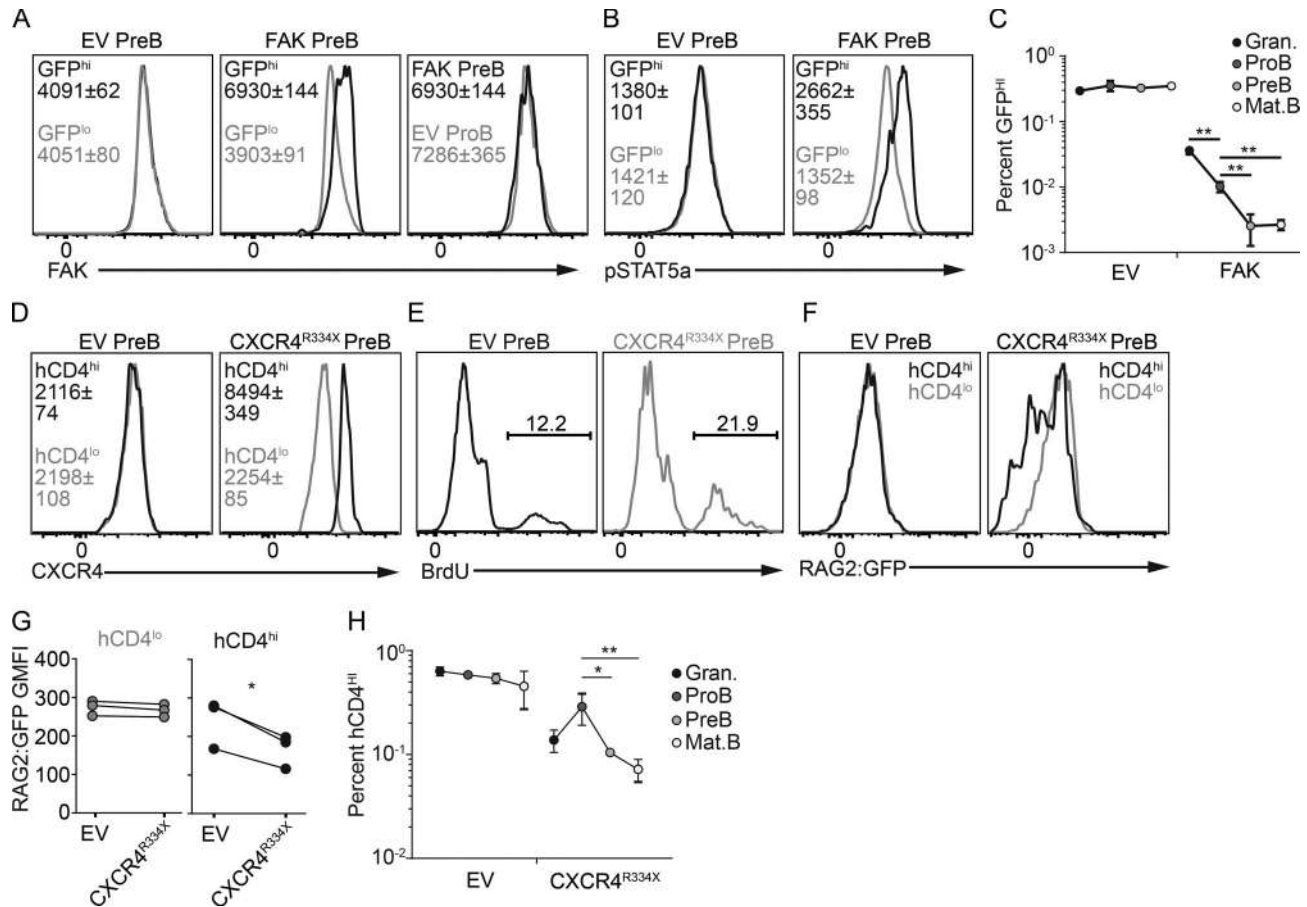 A
EV PreB
FAK PreB
GFPhi
4091±62
GFPlo
4051±80
GFPhi
6930±144
GFPlo
3903±91
FAK PreB
6930±144
EV ProB
7286±365
0
0
0
FAK
B
EV PreB
FAK PreB
GFPhi
1380±
101
GFPlo
1421±
120
GFPhi
2662±
355
GFPlo
1352±
98
0
0
pSTAT5a
C
Percent GFPHI
100
10-1
10-2
10-3
**
**
**
EV
FAK
Gran.
ProB
PreB
Mat.B
D
EV PreB
CXCR4R334X PreB
hCD4hi
2116±
74
hCD4lo
2198±
108
hCD4hi
8494±
349
hCD4lo
2254±
85
0
0
CXCR4
E
EV PreB
CXCR4R334X PreB
12.2
21.9
0
0
BrdU
F
EV PreB
CXCR4R334X PreB
hCD4hi
hCD4lo
hCD4hi
hCD4lo
0
0
RAG2:GFP
G
hCD4lo
hCD4hi
RAG2:GFP GMFI
400
300
200
100
0
*
EV
CXCR4R334X
EV
CXCR4R334X
H
Percent hCD4HI
100
10-1
10-2
**
*
EV
CXCR4R334X
Gran.
ProB
PreB
Mat.B